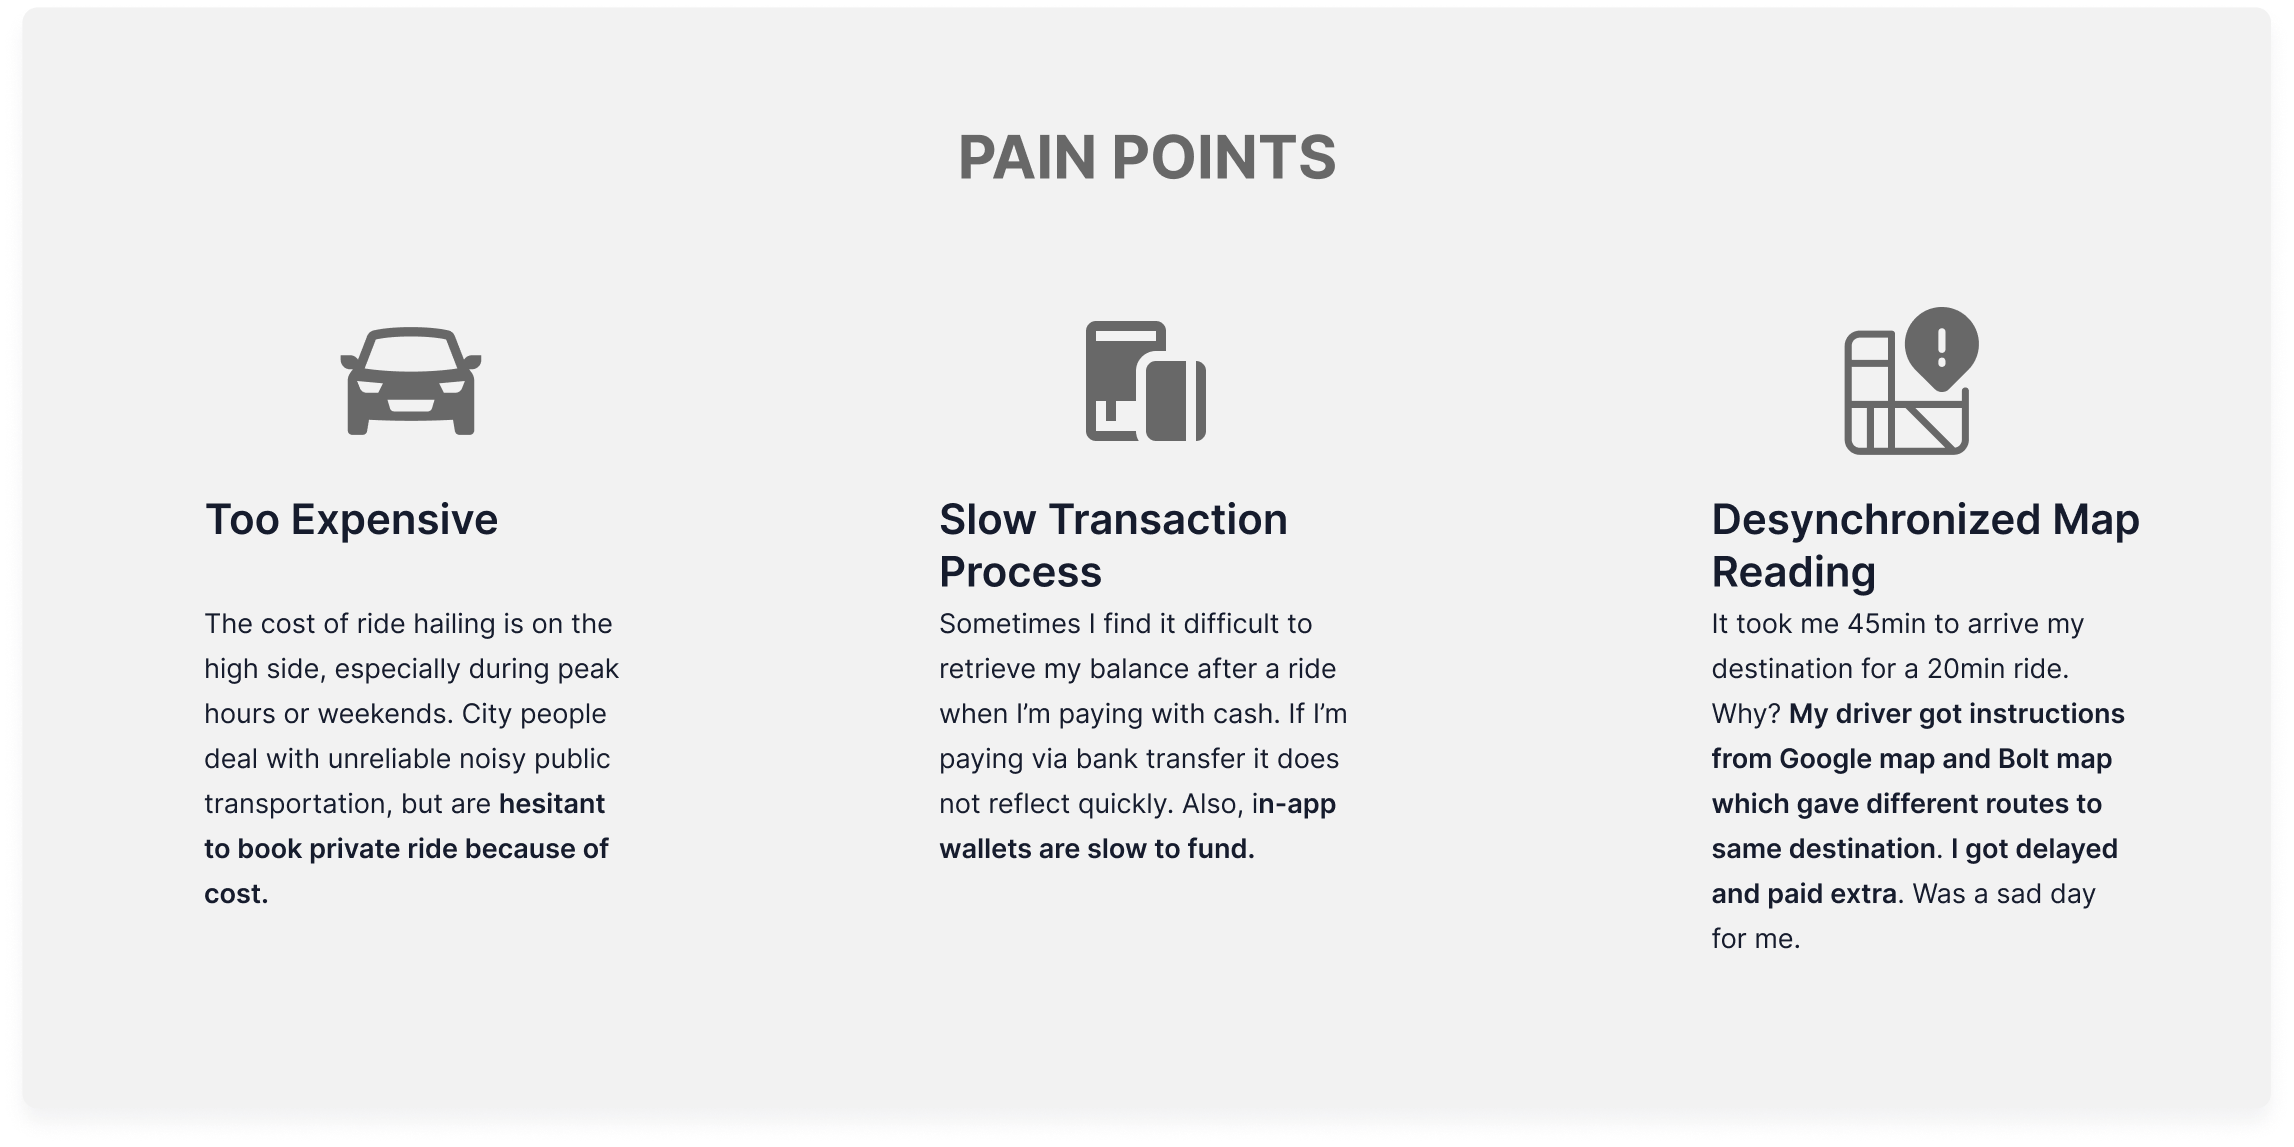 PAIN POINTS
Too Expensive
The cost of ride hailing is on the
high side, especially during peak
hours or weekends. City people
deal with unreliable noisy public
transportation, but are hesitant
to book private ride because of
cost.
Slow Transaction
Process
Sometimes I find it difficult to
retrieve my balance after a ride
when I’m paying with cash. If I’m
paying via bank transfer it does
not reflect quickly. Also, in-app
wallets are slow to fund.
Desynchronized Map
Reading
It took me 45min to arrive my
destination for a 20min ride.
Why? My driver got instructions
from Google map and Bolt map
which gave different routes to
same destination. I got delayed
and paid extra. Was a sad day
for me.